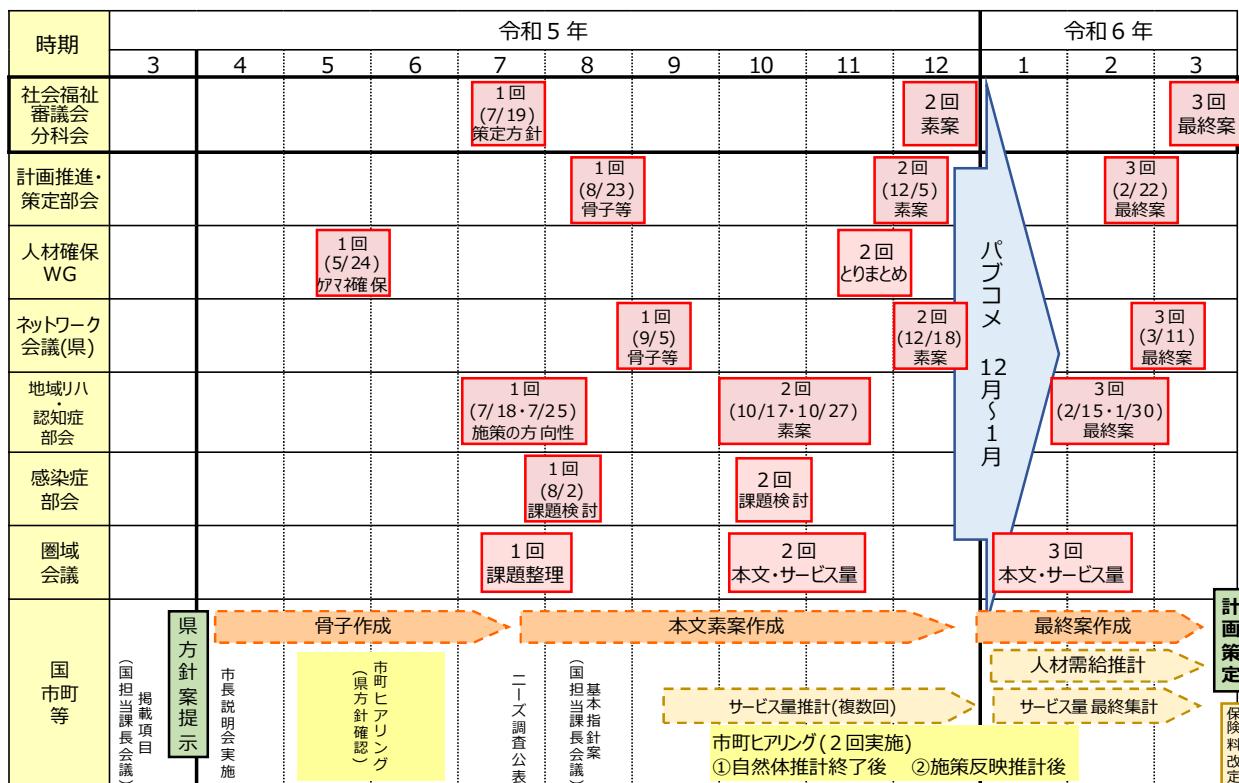 時期
令和５年
令和６年
3 4 5 6 7 8 9 10 11 12 1 2 3
社会福祉
審議会
分科会
１回
(7/19)
策定方針
２回
素案
３回
最終案
計画推進・
策定部会
１回
(8/23)
骨子等
２回
(12/5)
素案
３回
(2/22)
最終案
人材確保
WG
１回
(5/24)
ｹｱﾏﾈ確保
２回
とりまとめ
パブコメ　12月～1月
ネットワーク
会議(県)
１回
(9/5)
骨子等
２回
(12/18)
素案
３回
(3/11)
最終案
地域リハ
・
認知症
部会
１回
(7/18・7/25)
施策の方向性
２回
(10/17・10/27)
素案
３回
(2/15・1/30)
最終案
感染症
部会
１回
(8/2)
課題検討
２回
課題検討
圏域
会議
１回
課題整理
２回
本文・サービス量
３回
本文・サービス量
国
市町
等
掲載項目
(国担当課長会議)
県方針案提示
市長説明会実施
骨子作成
市町ヒアリング
(県方針確認)
ニーズ調査公表
本文素案作成
基本指針案
(国担当課長会議)
サービス量推計(複数回)
市町ヒアリング(２回実施)
①自然体推計終了後　②施策反映推計後
最終案作成
人材需給推計
サービス量最終集計
計画策定
保険料改定